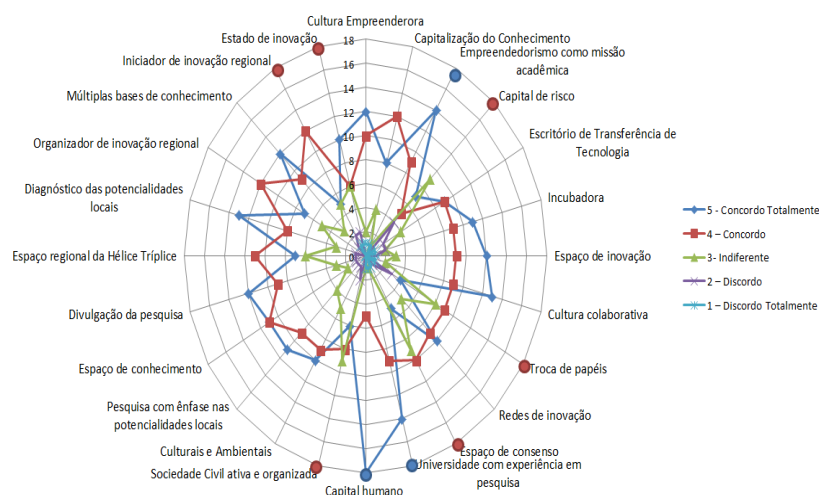 Cultura Empreenderora
Estado de inovação
Capitalização do Conhecimento
Iniciador de inovação regional
Empreendedorismo como missão
acadêmica
Múltiplas bases de conhecimento
Capital de risco
Organizador de inovação regional
Escritório de Transferência de
Tecnologia
Diagnóstico das potencialidades
locais
Incubadora
Espaço regional da Hélice Tríplice
Espaço de inovação
Divulgação da pesquisa
Cultura colaborativa
Espaço de conhecimento
Troca de papéis
Pesquisa com ênfase nas
potencialidades locais
Redes de inovação
Culturais e Ambientais
Espaço de consenso
Sociedade Civil ativa e organizada
Universidade com experiência em
pesquisa
Capital humano
18
16
14
12
10
8
6
4
2
0
5 - Concordo Totalmente
4 – Concordo
3- Indiferente
2 – Discordo
1 – Discordo Totalmente